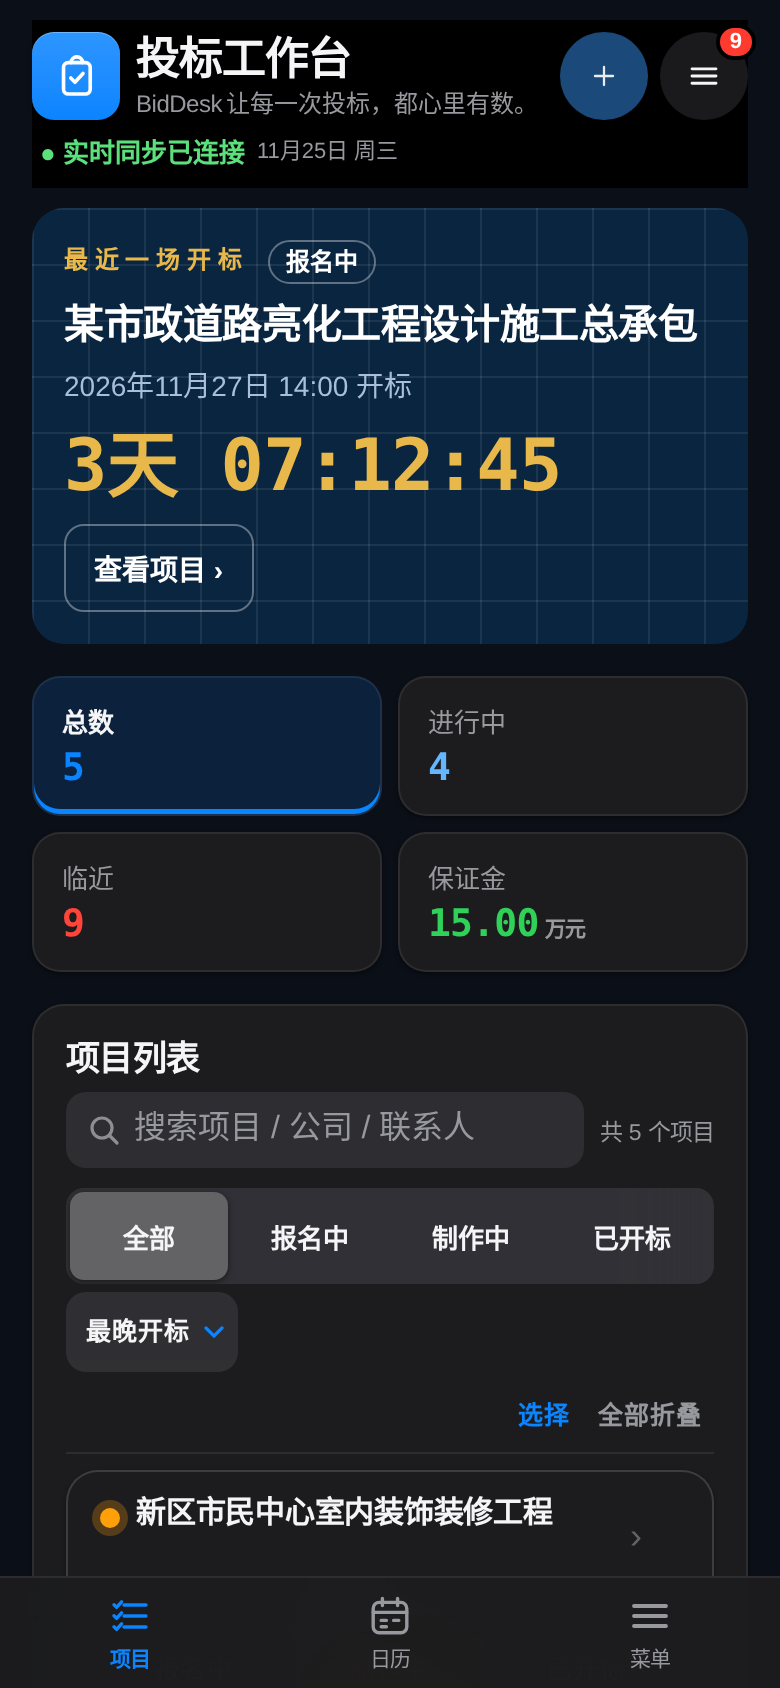 投标工作台
9
BidDesk 让每一次投标，都心里有数。
实时同步已连接 11月25日 周三
最近一场开标 报名中
某市政道路亮化工程设计施工总承包
2026年11月27日 14:00 开标
3天 07:12:45
查看项目 ›
总数
5
进行中
4
临近
9
保证金
15.00 万元
项目列表
搜索项目 / 公司 / 联系人
共 5 个项目
全部 报名中 制作中 已开标
最晚开标
选择 全部折叠
新区市民中心室内装饰装修工程
项目 日历 菜单